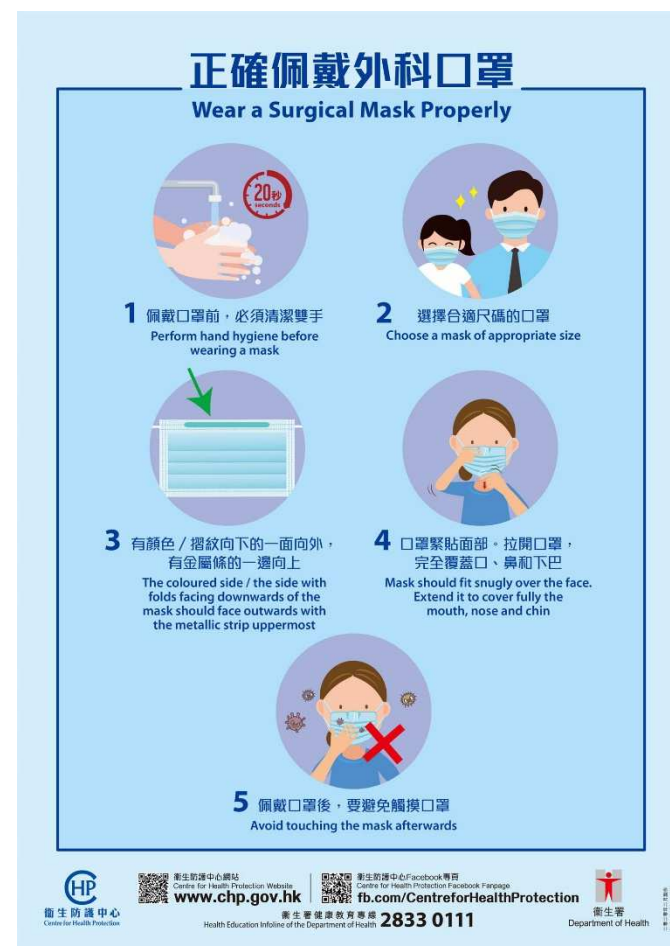 正確佩戴外科口罩
Wear a Surgical Mask Properly
20秒
seconds
1 佩戴口罩前，必須清潔雙手
Perform hand hygiene before
wearing a mask
2 選擇合適尺碼的口罩
Choose a mask of appropriate size
3 有顏色／摺紋向下的一面向外，
有金屬條的一邊向上
The coloured side / the side with
folds facing downwards of the
mask should face outwards with
the metallic strip uppermost
4 口罩緊貼面部。拉開口罩，
完全覆蓋口、鼻和下巴
Mask should fit snugly over the face.
Extend it to cover fully the
mouth, nose and chin
5 佩戴口罩後，要避免觸摸口罩
Avoid touching the mask afterwards
CHP
衞生防護中心
Centre for Health Protection
衞生防護中心網站
Centre for Health Protection Website
www.chp.gov.hk
衞生防護中心Facebook專頁
Centre for Health Protection Facebook Fanpage
fb.com/CentreforHealthProtection
衞生署健康教育專線
Health Education Infoline of the Department of Health 2833 0111
衞生署
Department of Health